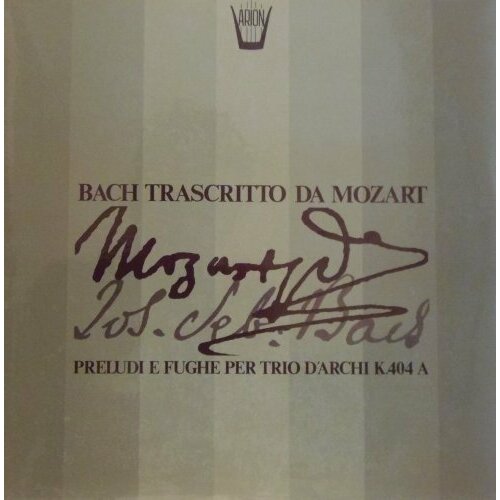 ARION
BACH TRASCRITTO DA MOZART
Mozart
Joh. Seb. Bach
PRELUDI E FUGHE PER TRIO D'ARCHI K.404 A